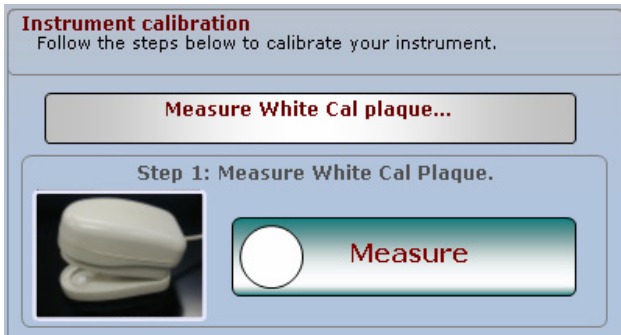 Instrument calibration
Follow the steps below to calibrate your instrument.
Measure White Cal plaque...
Step 1: Measure White Cal Plaque.
Measure